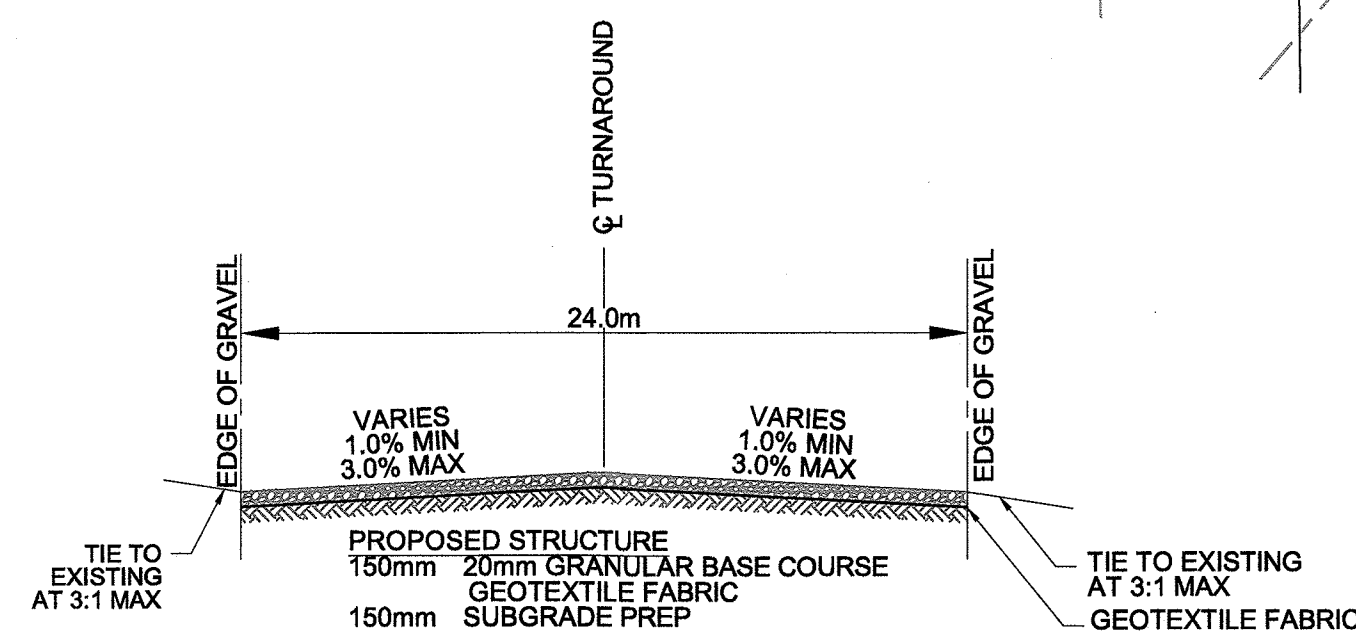 ℄ TURNAROUND
EDGE OF GRAVEL
24.0m
EDGE OF GRAVEL
VARIES
1.0% MIN
3.0% MAX
VARIES
1.0% MIN
3.0% MAX
TIE TO
EXISTING
AT 3:1 MAX
PROPOSED STRUCTURE
150mm 20mm GRANULAR BASE COURSE
GEOTEXTILE FABRIC
150mm SUBGRADE PREP
TIE TO EXISTING
AT 3:1 MAX
GEOTEXTILE FABRIC